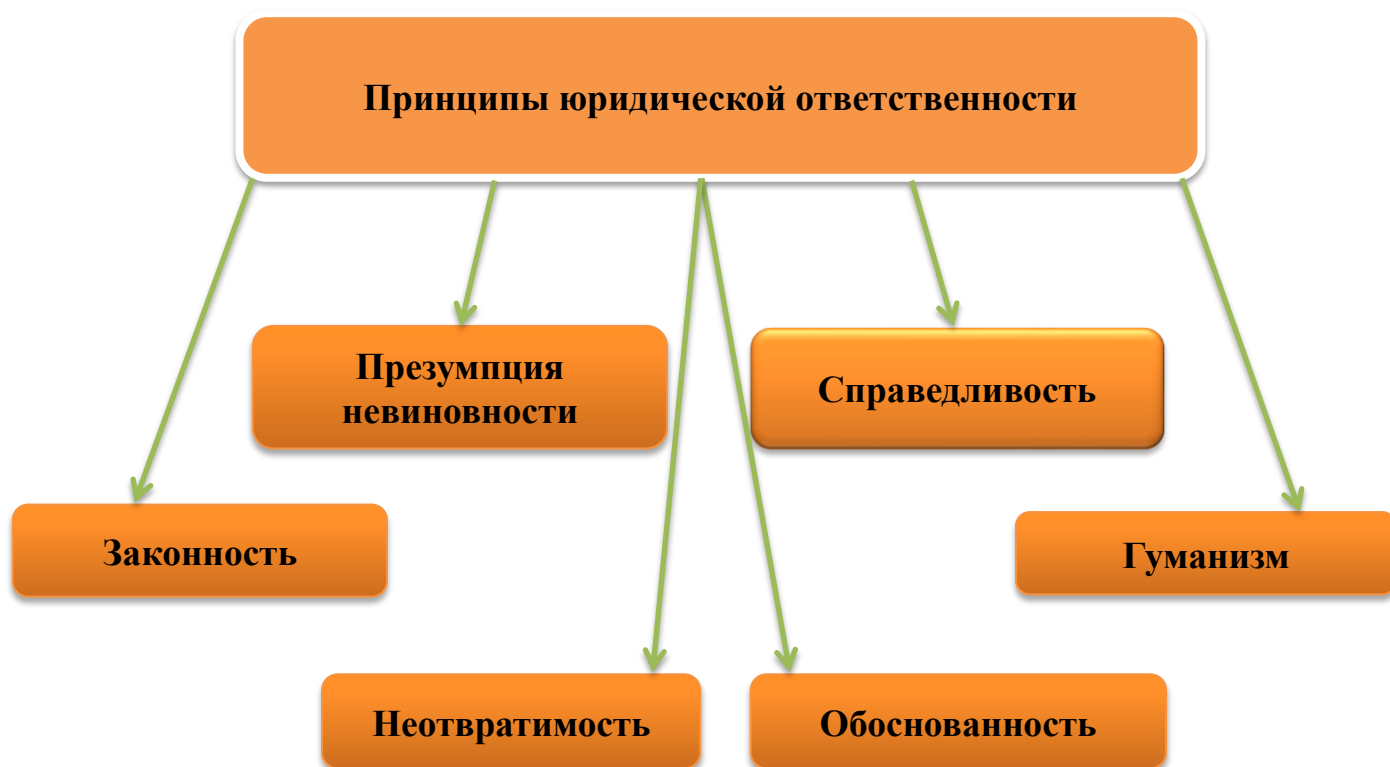 Принципы юридической ответственности
Презумпция
невиновности
Справедливость
Законность
Гуманизм
Неотвратимость
Обоснованность